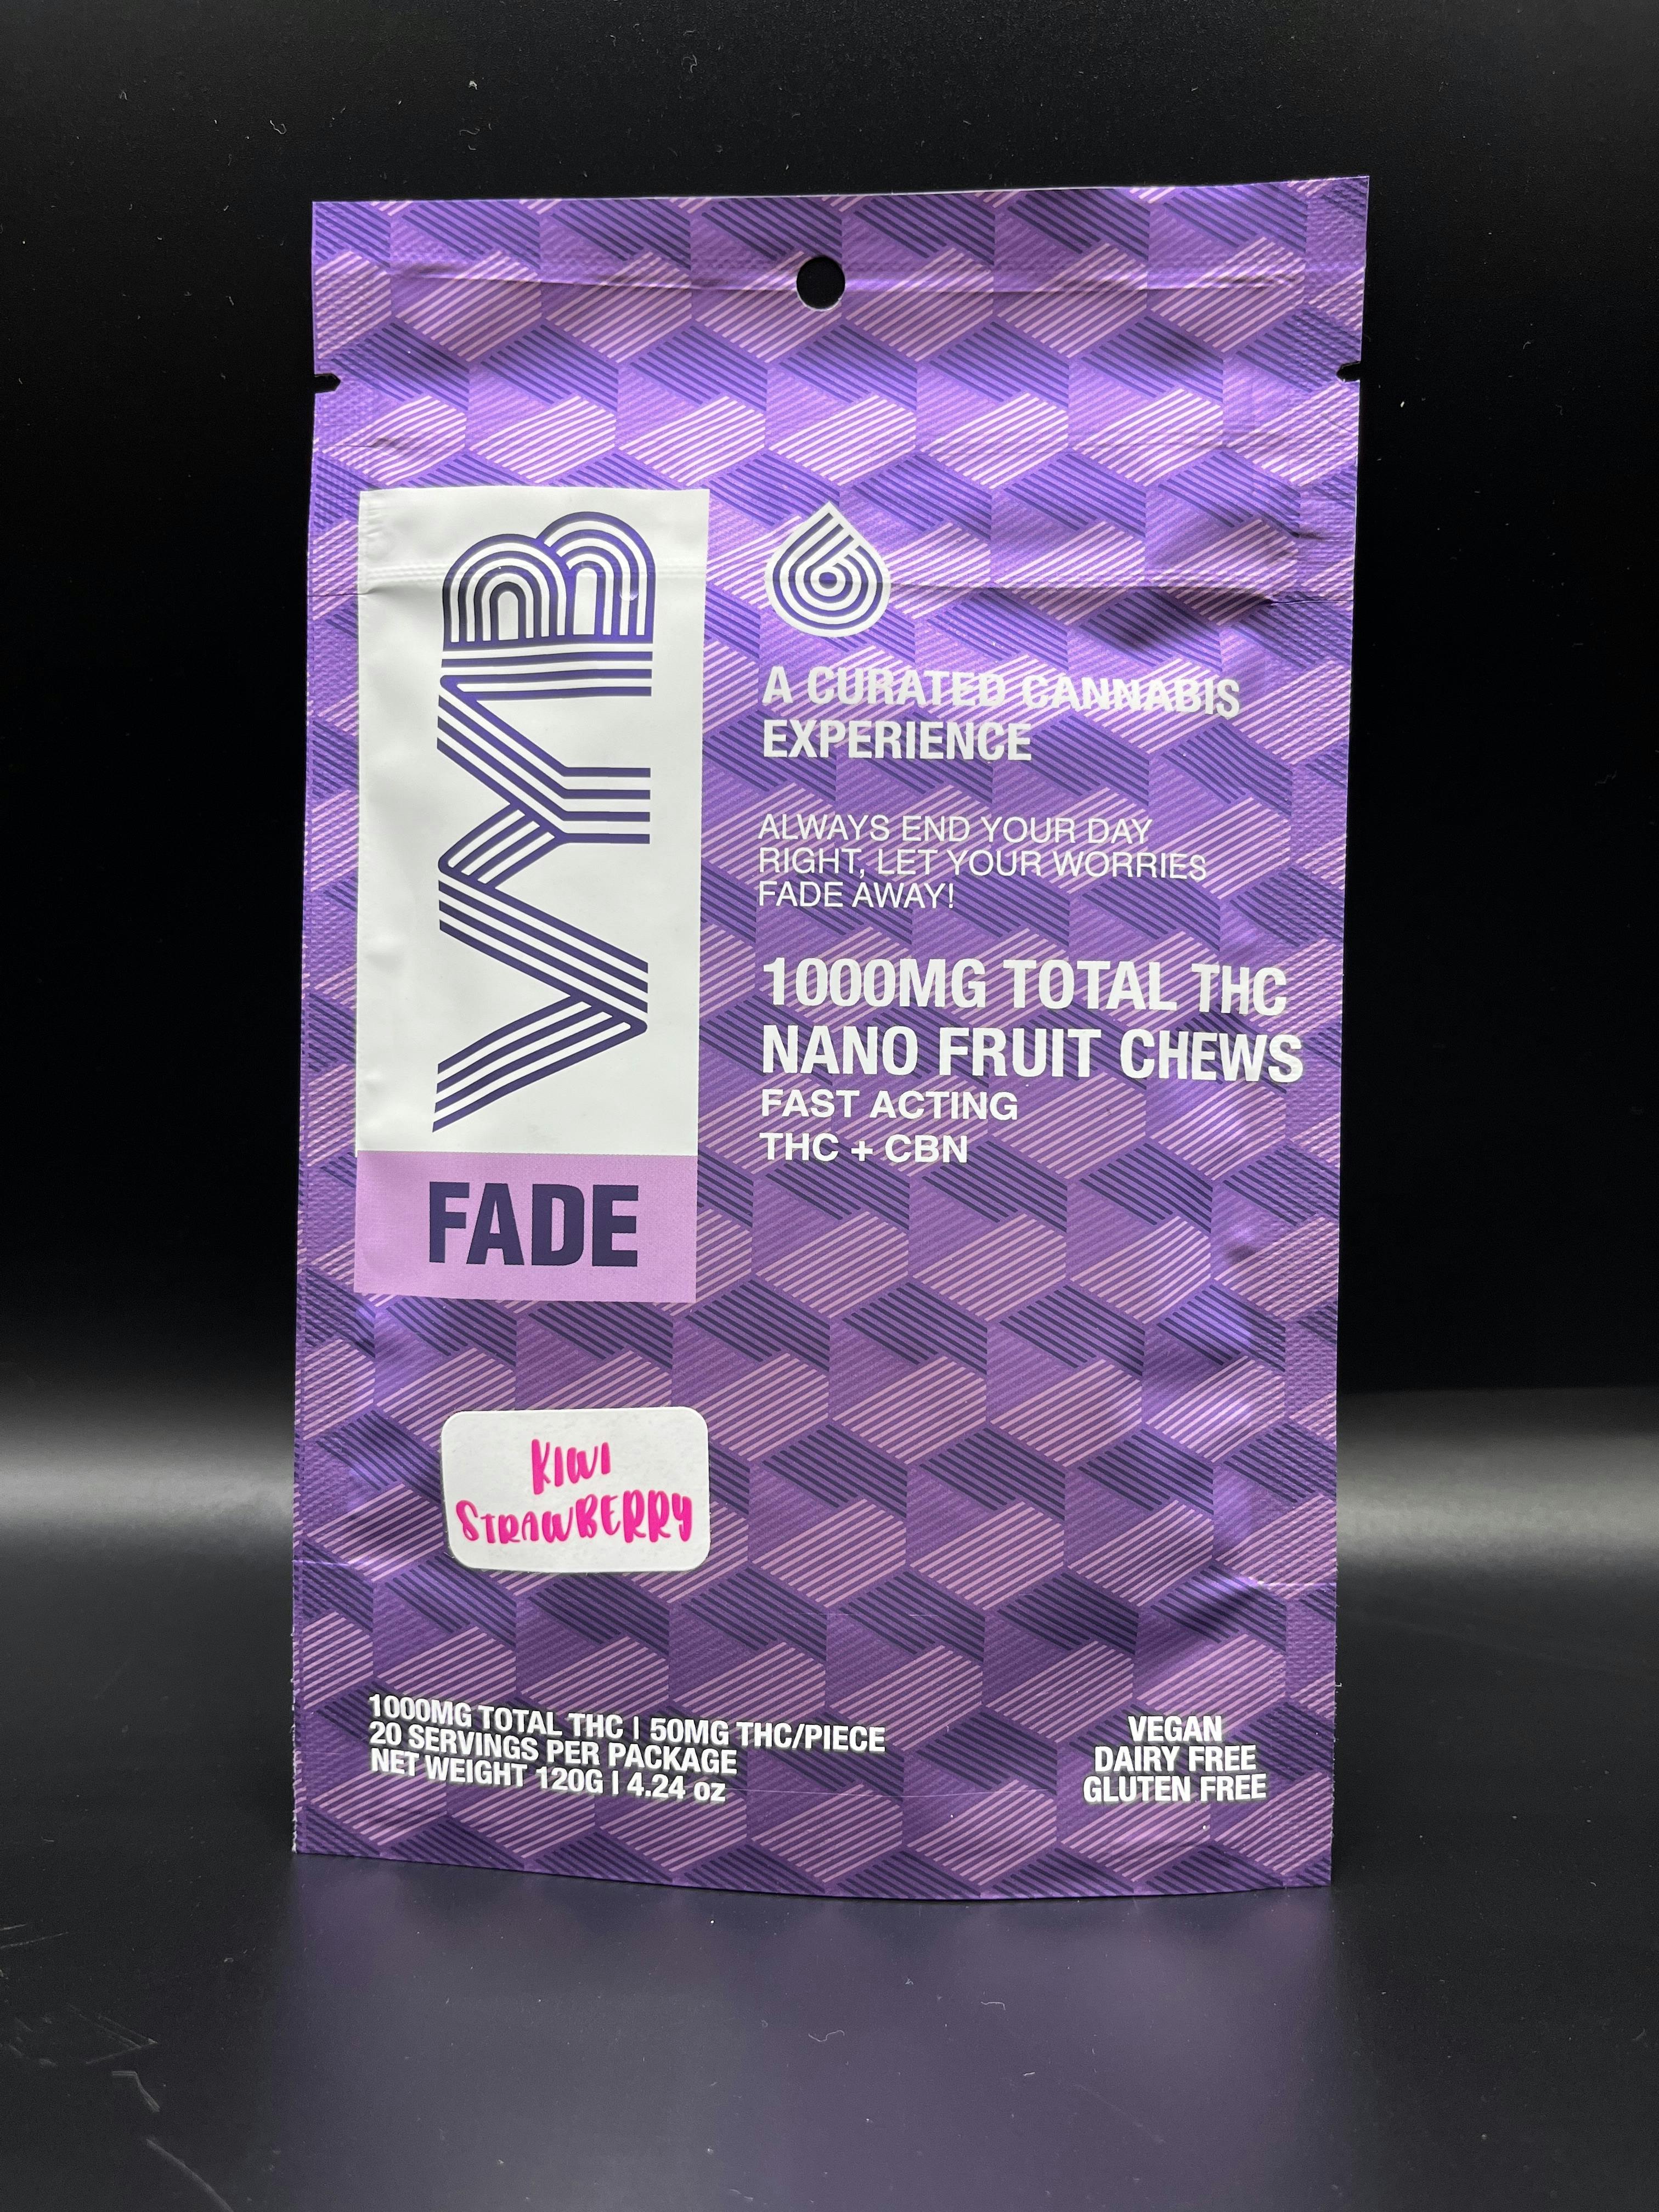 VYB
FADE
A CURATED CANNABIS
EXPERIENCE
ALWAYS END YOUR DAY
RIGHT, LET YOUR WORRIES
FADE AWAY!
1000MG TOTAL THC
NANO FRUIT CHEWS
FAST ACTING
THC + CBN
KIWI
STRAWBERRY
1000MG TOTAL THC | 50MG THC/PIECE
20 SERVINGS PER PACKAGE
NET WEIGHT 120G | 4.24 oz
VEGAN
DAIRY FREE
GLUTEN FREE